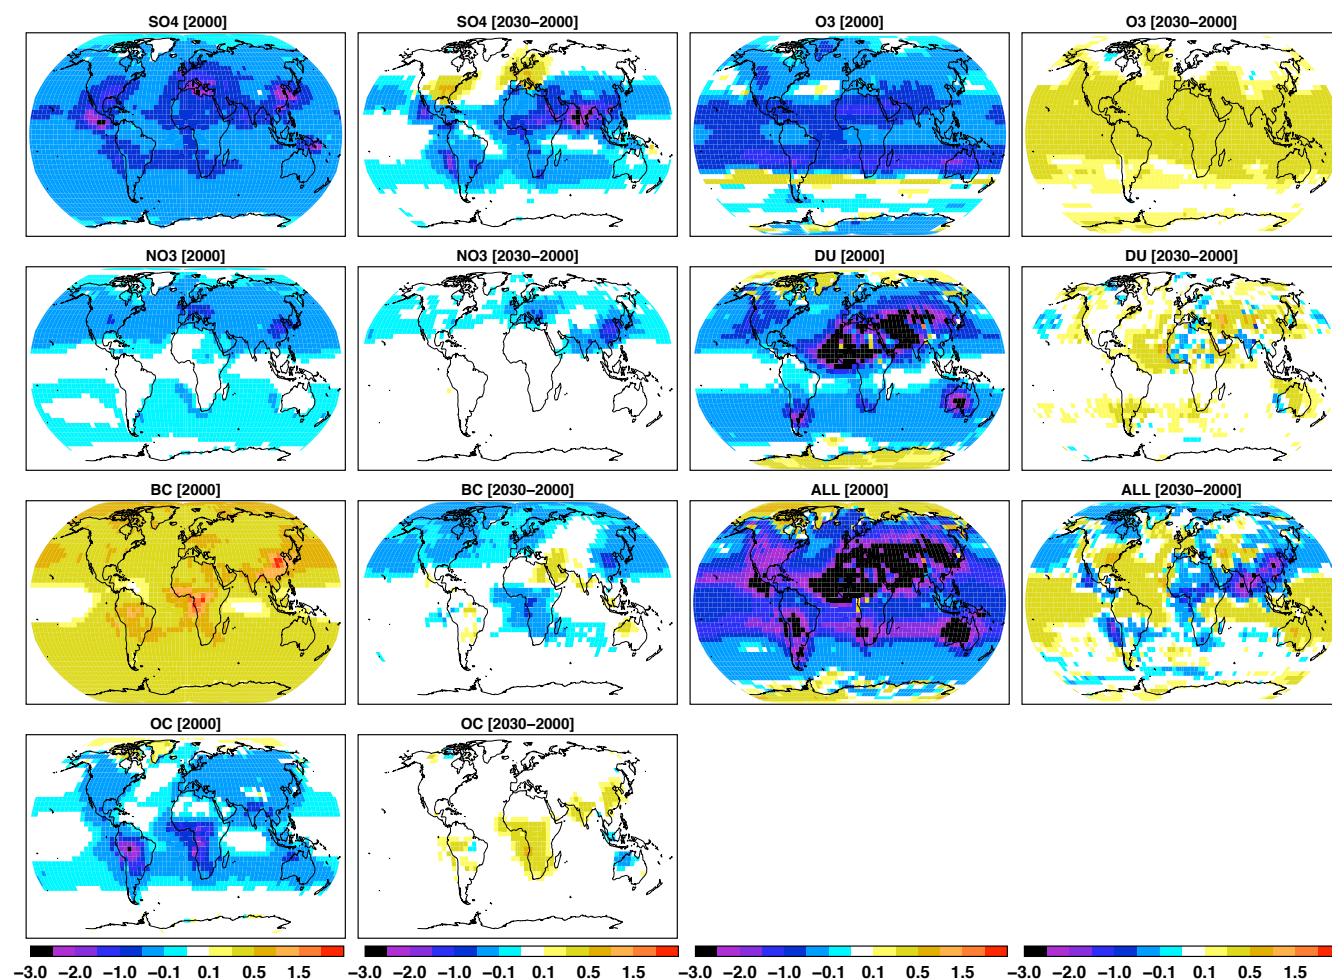 SO4 [2000]
SO4 [2030–2000]
O3 [2000]
O3 [2030–2000]
NO3 [2000]
NO3 [2030–2000]
DU [2000]
DU [2030–2000]
BC [2000]
BC [2030–2000]
ALL [2000]
ALL [2030–2000]
OC [2000]
OC [2030–2000]
−3.0 −2.0 −1.0 −0.1 0.1 0.5 1.5
−3.0 −2.0 −1.0 −0.1 0.1 0.5 1.5
−3.0 −2.0 −1.0 −0.1 0.1 0.5 1.5
−3.0 −2.0 −1.0 −0.1 0.1 0.5 1.5